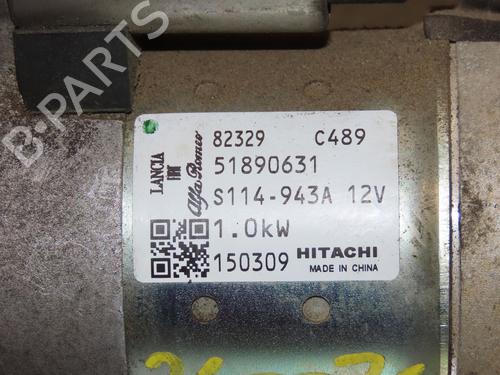 B-PARTS
LANCIA
FIAT
Alfa Romeo
82329 C489
51890631
S114-943A 12V
1.0kW
150309 HITACHI
MADE IN CHINA